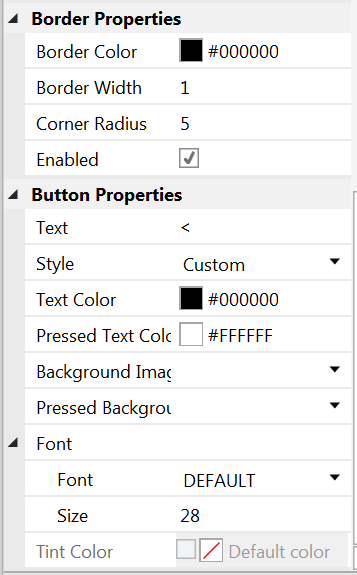 Border Properties
Border Color #000000
Border Width 1
Corner Radius 5
Enabled
Button Properties
Text <
Style Custom
Text Color #000000
Pressed Text Colo #FFFFFF
Background Imag
Pressed Backgrou
Font
Font DEFAULT
Size 28
Tint Color Default color